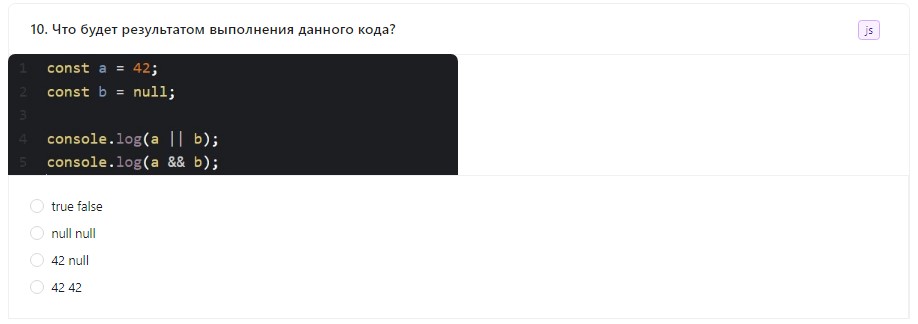 10. Что будет результатом выполнения данного кода?
js
1 const a = 42;
2 const b = null;
3
4 console.log(a || b);
5 console.log(a && b);
true false
null null
42 null
42 42